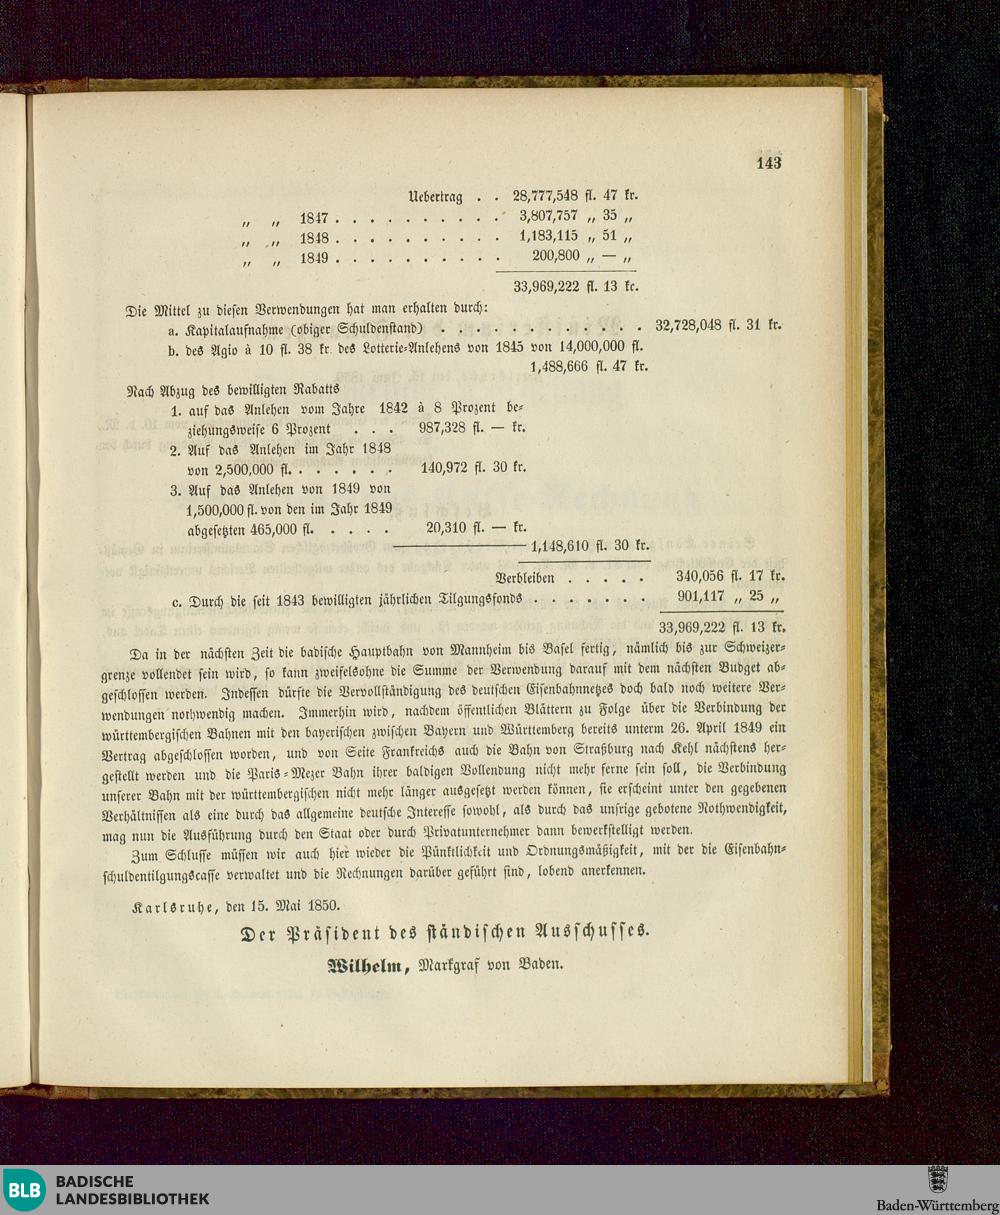 143
Uebertrag . . 28,777,548 fl. 47 kr.
„ „ 1847 . . . . . . . . . . 3,807,757 „ 35 „
„ „ 1848 . . . . . . . . . . 1,183,115 „ 51 „
„ „ 1849 . . . . . . . . . . 200,800 „ — „
33,969,222 fl. 13 kr.
Die Mittel zu diesen Verwendungen hat man erhalten durch:
a. Kapitalaufnahme (obiger Schuldenstand) . . . . . . . . . . . . . 32,728,048 fl. 31 kr.
b. des Agio à 10 fl. 38 kr. des Lotterie-Anlehens von 1845 von 14,000,000 fl.
1,488,666 fl. 47 kr.
Nach Abzug des bewilligten Rabatts
1. auf das Anlehen vom Jahre 1842 à 8 Prozent be-
ziehungsweise 6 Prozent . . . 987,328 fl. — kr.
2. Auf das Anlehen im Jahr 1848
von 2,500,000 fl. . . . . . . 140,972 fl. 30 kr.
3. Auf das Anlehen von 1849 von
1,500,000 fl. von den im Jahr 1849
abgesetzten 465,000 fl. . . . . 20,310 fl. — kr.
1,148,610 fl. 30 kr.
Verbleiben . . . . . 340,056 fl. 17 kr.
c. Durch die seit 1843 bewilligten jährlichen Tilgungsfonds . . . . . . . 901,117 „ 25 „
33,969,222 fl. 13 kr.
Da in der nächsten Zeit die badische Hauptbahn von Mannheim bis Basel fertig, nämlich bis zur Schweizer-
grenze vollendet sein wird, so kann zweifelsohne die Summe der Verwendung darauf mit dem nächsten Budget ab-
geschlossen werden. Indessen dürfte die Vervollständigung des deutschen Eisenbahnnetzes doch bald noch weitere Ver-
wendungen nothwendig machen. Immerhin wird, nachdem öffentlichen Blättern zu Folge über die Verbindung der
württembergischen Bahnen mit den bayerischen zwischen Bayern und Württemberg bereits unterm 26. April 1849 ein
Vertrag abgeschlossen worden, und von Seite Frankreichs auch die Bahn von Straßburg nach Kehl nächstens her-
gestellt werden und die Paris-Mezer Bahn ihrer baldigen Vollendung nicht mehr ferne sein soll, die Verbindung
unserer Bahn mit der württembergischen nicht mehr länger ausgesetzt werden können, sie erscheint unter den gegebenen
Verhältnissen als eine durch das allgemeine deutsche Interesse sowohl, als durch das unsrige gebotene Nothwendigkeit,
mag nun die Ausführung durch den Staat oder durch Privatunternehmer dann bewerkstelligt werden.
Zum Schlusse müssen wir auch hier wieder die Pünktlichkeit und Ordnungsmäßigkeit, mit der die Eisenbahn-
schuldentilgungscasse verwaltet und die Rechnungen darüber geführt sind, lobend anerkennen.
Karlsruhe, den 15. Mai 1850.
Der Präsident des ständischen Ausschusses.
Wilhelm, Markgraf von Baden.
BLB BADISCHE
LANDESBIBLIOTHEK
Baden-Württemberg